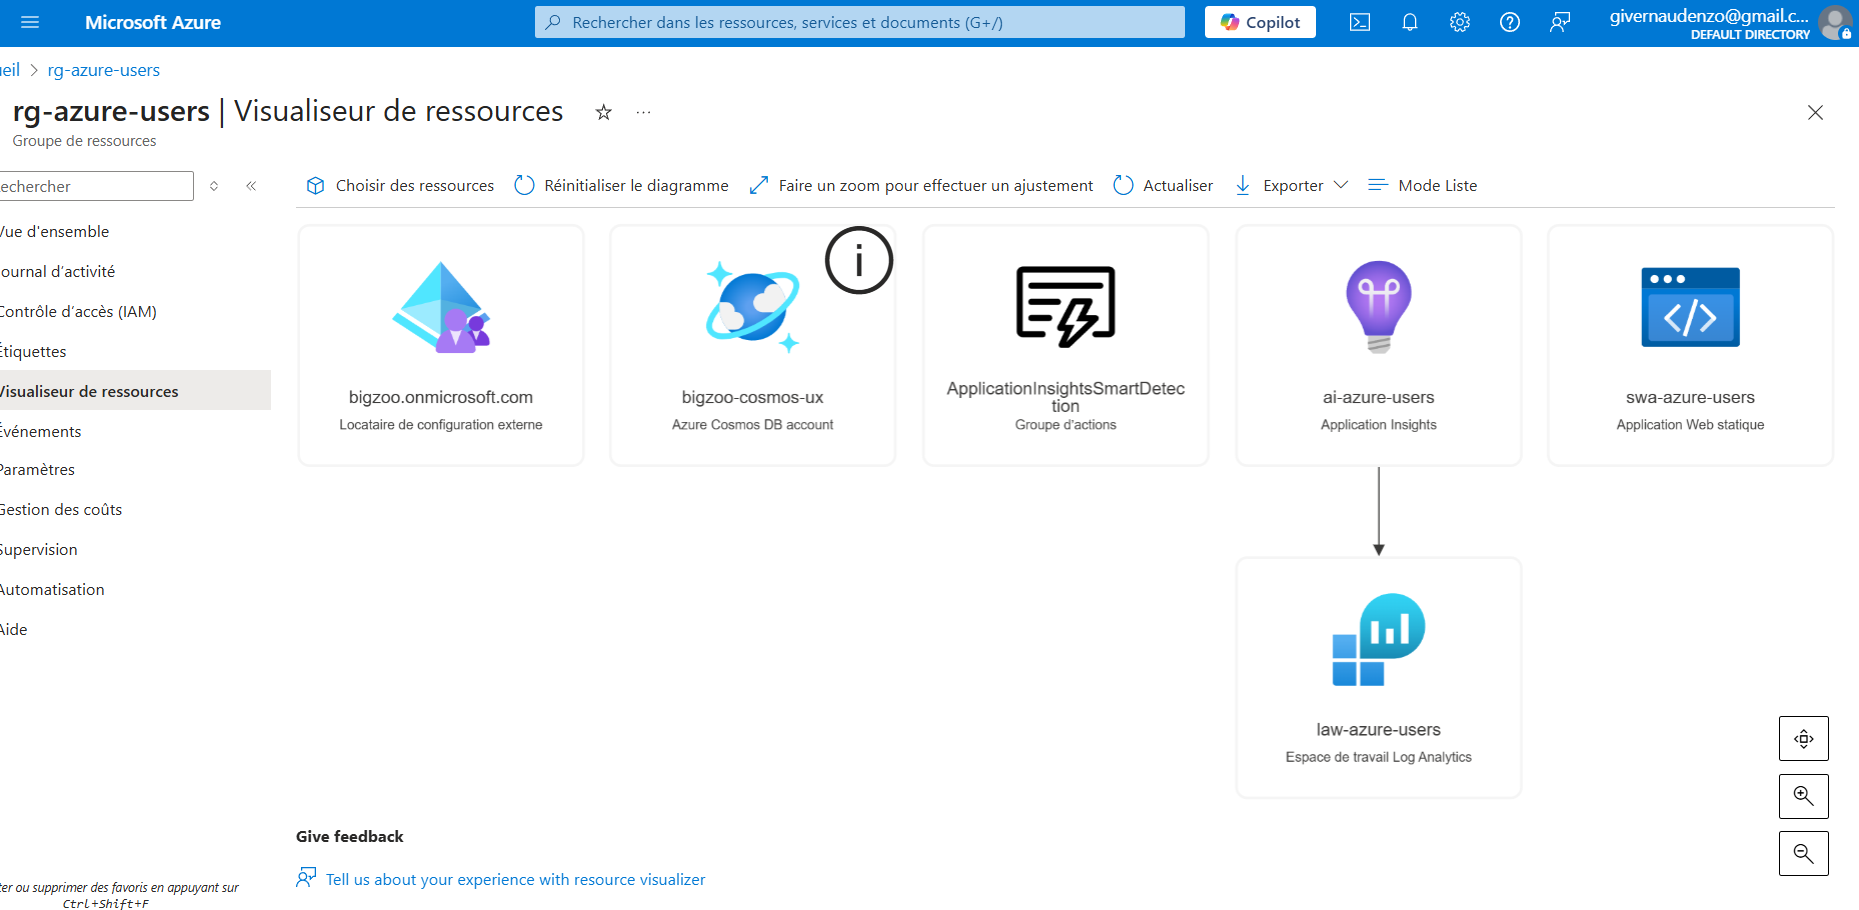 Microsoft Azure
Rechercher dans les ressources, services et documents (G+/)
Copilot
givernaudenzo@gmail.c...
DEFAULT DIRECTORY
eil > rg-azure-users
rg-azure-users | Visualiseur de ressources
Groupe de ressources
echercher
Choisir des ressources
Réinitialiser le diagramme
Faire un zoom pour effectuer un ajustement
Actualiser
Exporter
Mode Liste
Vue d'ensemble
Journal d'activité
Contrôle d'accès (IAM)
Étiquettes
Visualiseur de ressources
Événements
Paramètres
Gestion des coûts
Supervision
Automatisation
Aide
bigzoo.onmicrosoft.com
Locataire de configuration externe
i
bigzoo-cosmos-ux
Azure Cosmos DB account
ApplicationInsightsSmartDetec
tion
Groupe d'actions
ai-azure-users
Application Insights
swa-azure-users
Application Web statique
law-azure-users
Espace de travail Log Analytics
Give feedback
Tell us about your experience with resource visualizer
ter ou supprimer des favoris en appuyant sur
Ctrl+Shift+F